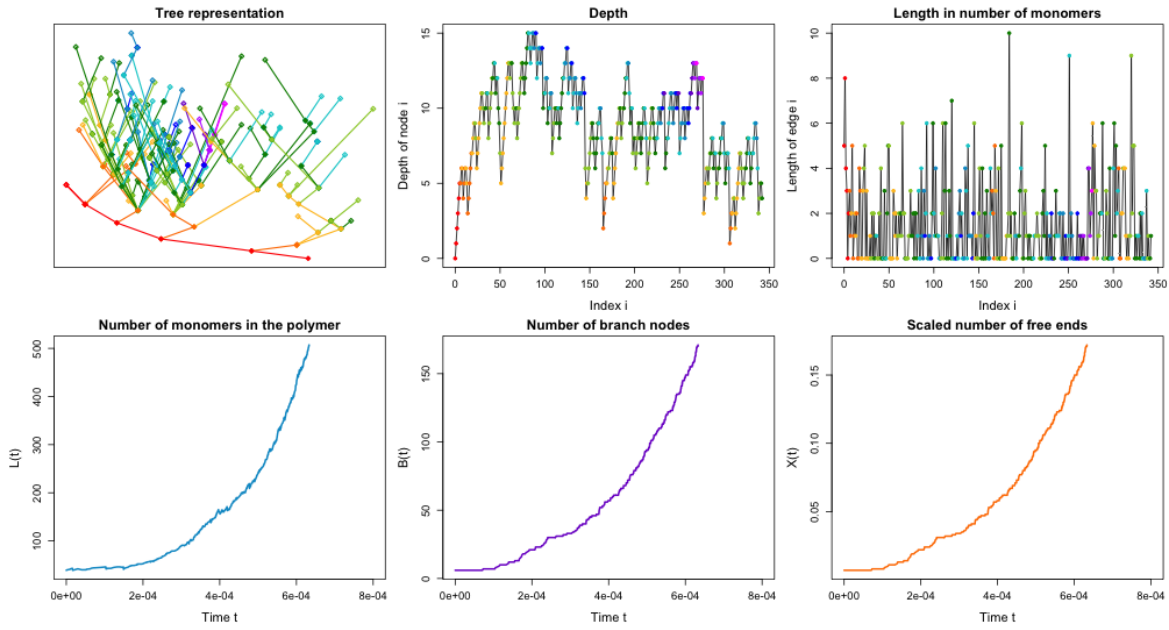 Tree representation
Depth
Depth of node i
15
10
5
0
0 50 100 150 200 250 300 350
Index i
Length in number of monomers
Length of edge i
10
8
6
4
2
0
0 50 100 150 200 250 300 350
Index i
Number of monomers in the polymer
L(t)
500
400
300
200
100
0e+00 2e-04 4e-04 6e-04 8e-04
Time t
Number of branch nodes
B(t)
150
100
50
0
0e+00 2e-04 4e-04 6e-04 8e-04
Time t
Scaled number of free ends
X(t)
0.15
0.10
0.05
0e+00 2e-04 4e-04 6e-04 8e-04
Time t